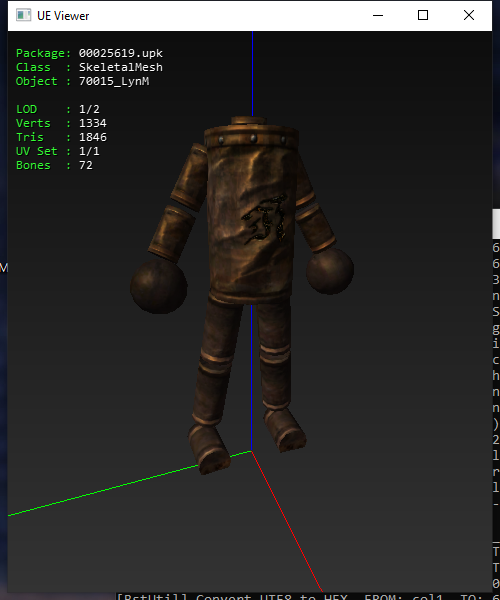 UE Viewer
Package: 00025619.upk
Class : SkeletalMesh
Object : 70015_LynM
LOD : 1/2
Verts : 1334
Tris : 1846
UV Set : 1/1
Bones : 72